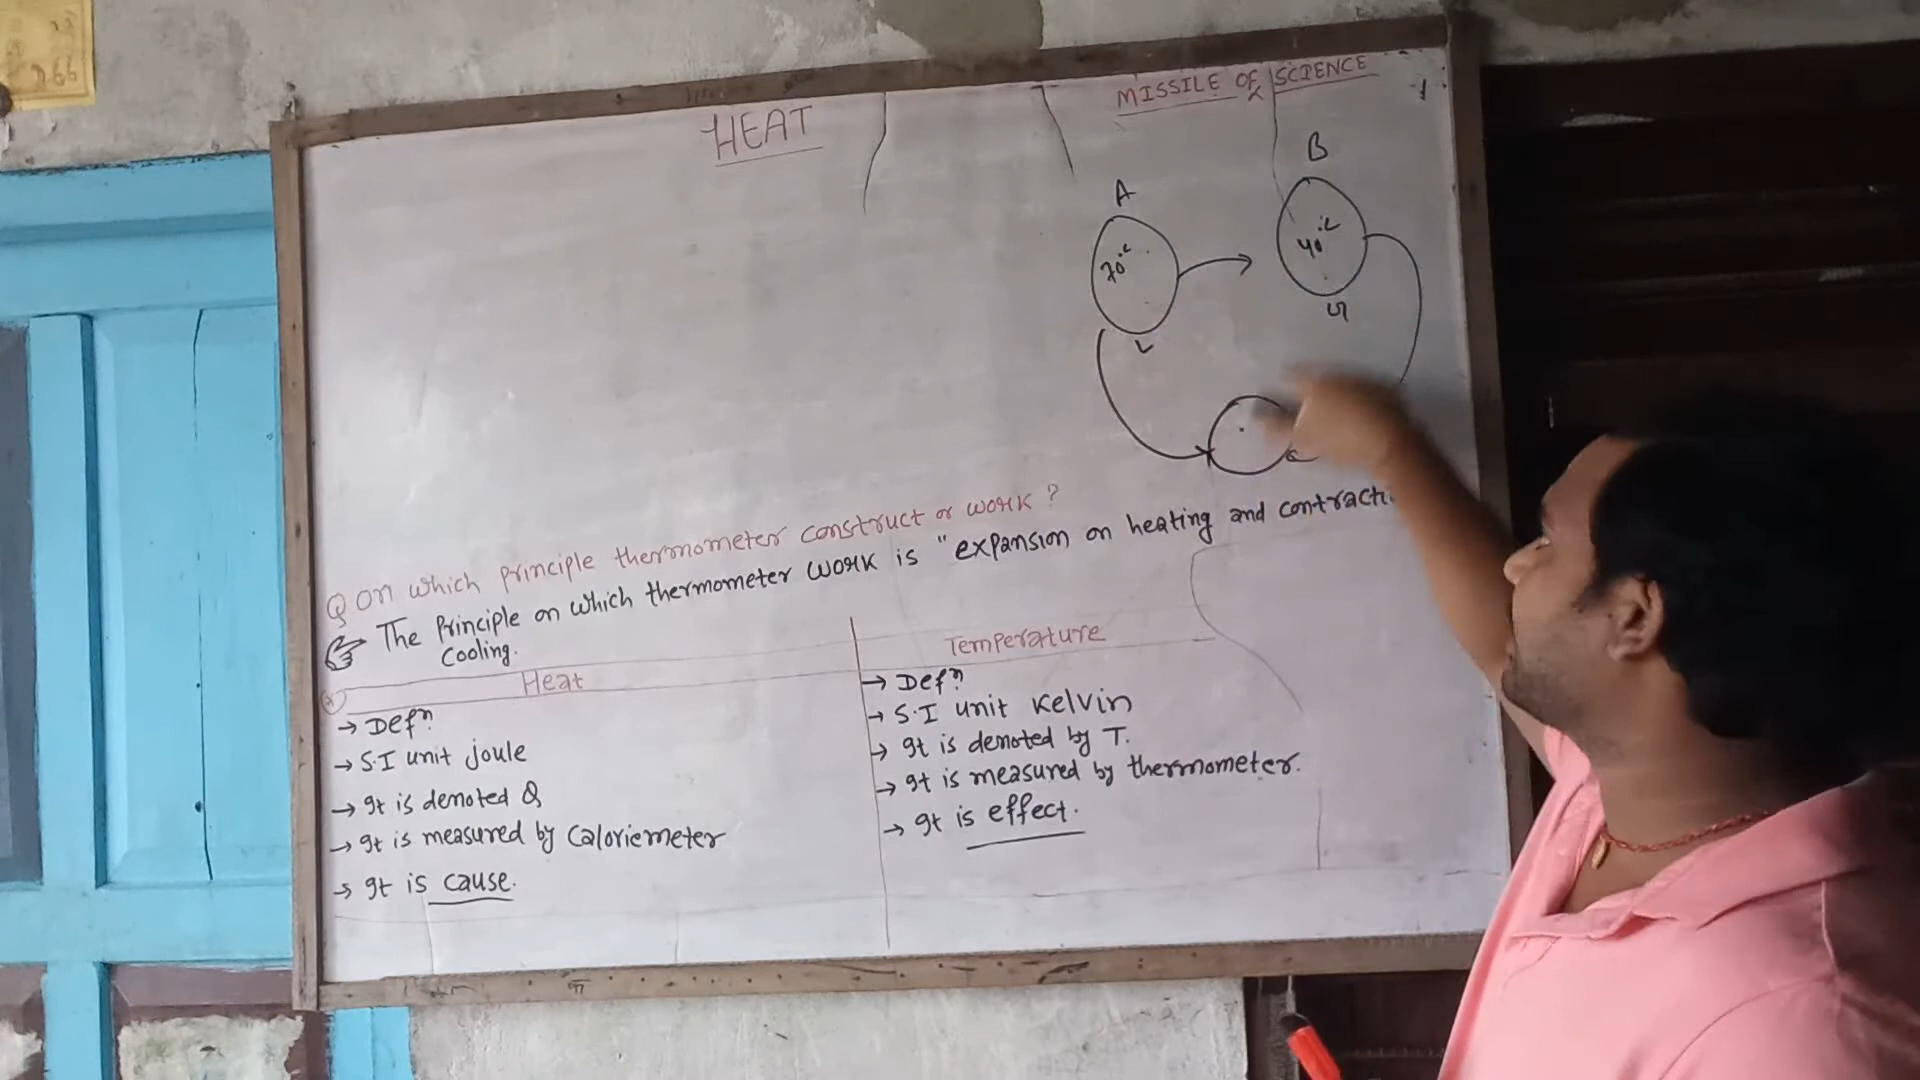 MISSILE OF SCIENCE
HEAT
A
B
70°C
40°C
Q On which principle thermometer construct or work ?
The Principle on which thermometer work is " expansion on heating and contracti
Cooling.
Heat
Temperature
→ Defⁿ
→ S.I unit joule
→ It is denoted Q
→ It is measured by Caloriemeter
→ It is cause.
→ Defⁿ
→ S.I unit Kelvin
→ It is denoted by T.
→ It is measured by thermometer.
→ It is effect.